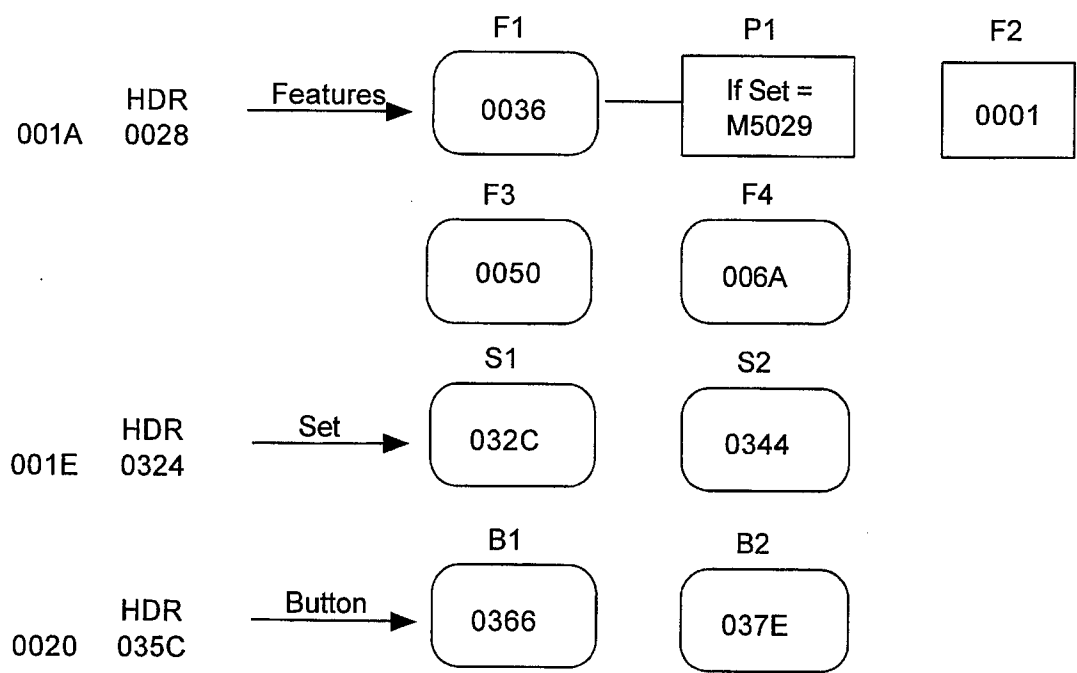 F1 P1 F2
HDR Features 0036 If Set = 0001
001A 0028 M5029
F3 F4
0050 006A
S1 S2
HDR Set 032C 0344
001E 0324
B1 B2
HDR Button 0366 037E
0020 035C